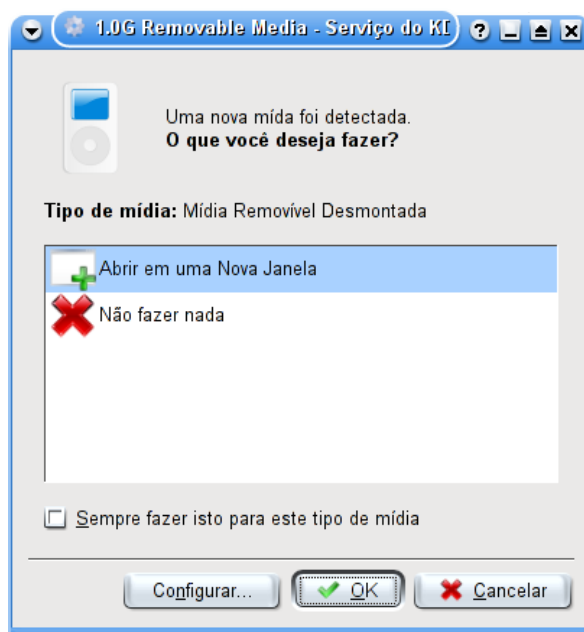 1.0G Removable Media - Serviço do KD
Uma nova mída foi detectada.
O que você deseja fazer?
Tipo de mídia: Mídia Removível Desmontada
Abrir em uma Nova Janela
Não fazer nada
Sempre fazer isto para este tipo de mídia
Configurar... OK Cancelar